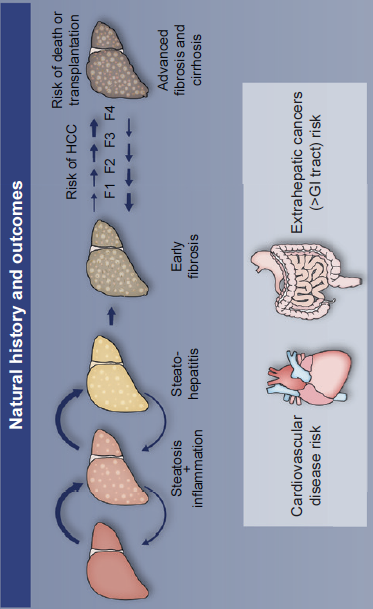 Natural history and outcomes
Risk of HCC
Risk of death or
transplantation
F1 F2 F3 F4
Steatosis
+
inflammation
Steato-
hepatitis
Early
fibrosis
Advanced
fibrosis and
cirrhosis
Cardiovascular
disease risk
Extrahepatic cancers
(>GI tract) risk